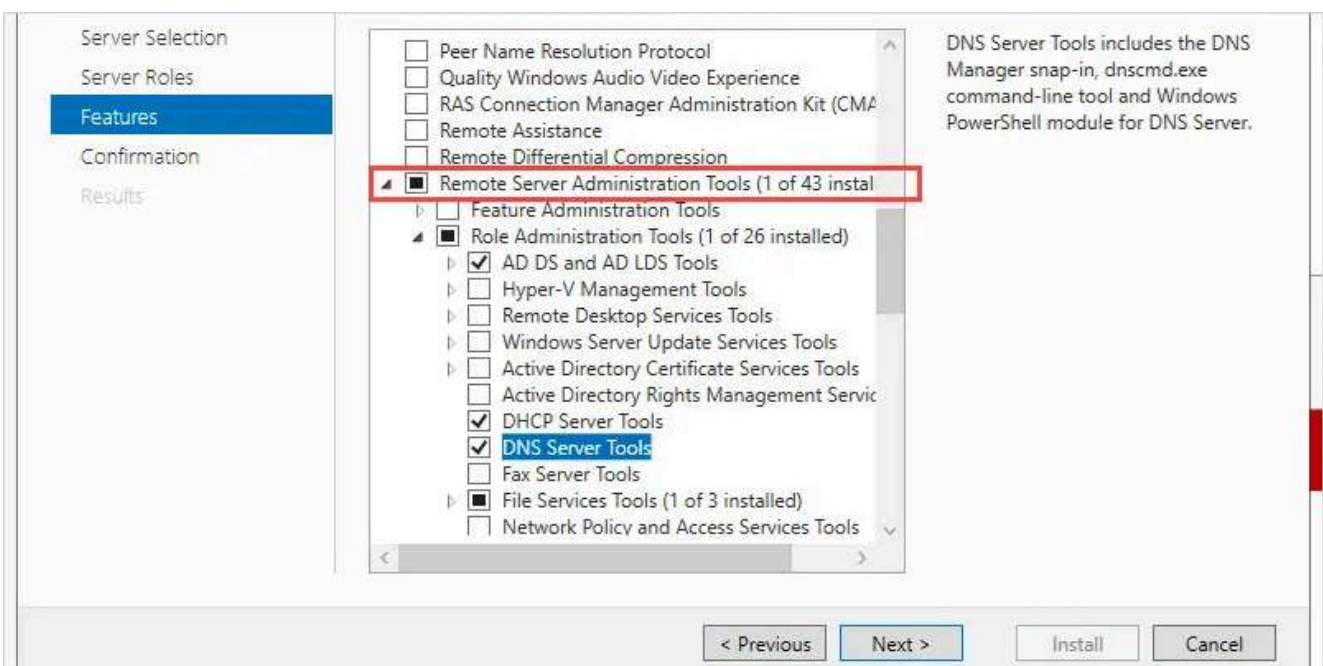 Server Selection
Server Roles
Features
Confirmation
Results
Peer Name Resolution Protocol
Quality Windows Audio Video Experience
RAS Connection Manager Administration Kit (CMA
Remote Assistance
Remote Differential Compression
Remote Server Administration Tools (1 of 43 instal
Feature Administration Tools
Role Administration Tools (1 of 26 installed)
AD DS and AD LDS Tools
Hyper-V Management Tools
Remote Desktop Services Tools
Windows Server Update Services Tools
Active Directory Certificate Services Tools
Active Directory Rights Management Servic
DHCP Server Tools
DNS Server Tools
Fax Server Tools
File Services Tools (1 of 3 installed)
Network Policy and Access Services Tools
DNS Server Tools includes the DNS
Manager snap-in, dnscmd.exe
command-line tool and Windows
PowerShell module for DNS Server.
< Previous
Next >
Install
Cancel